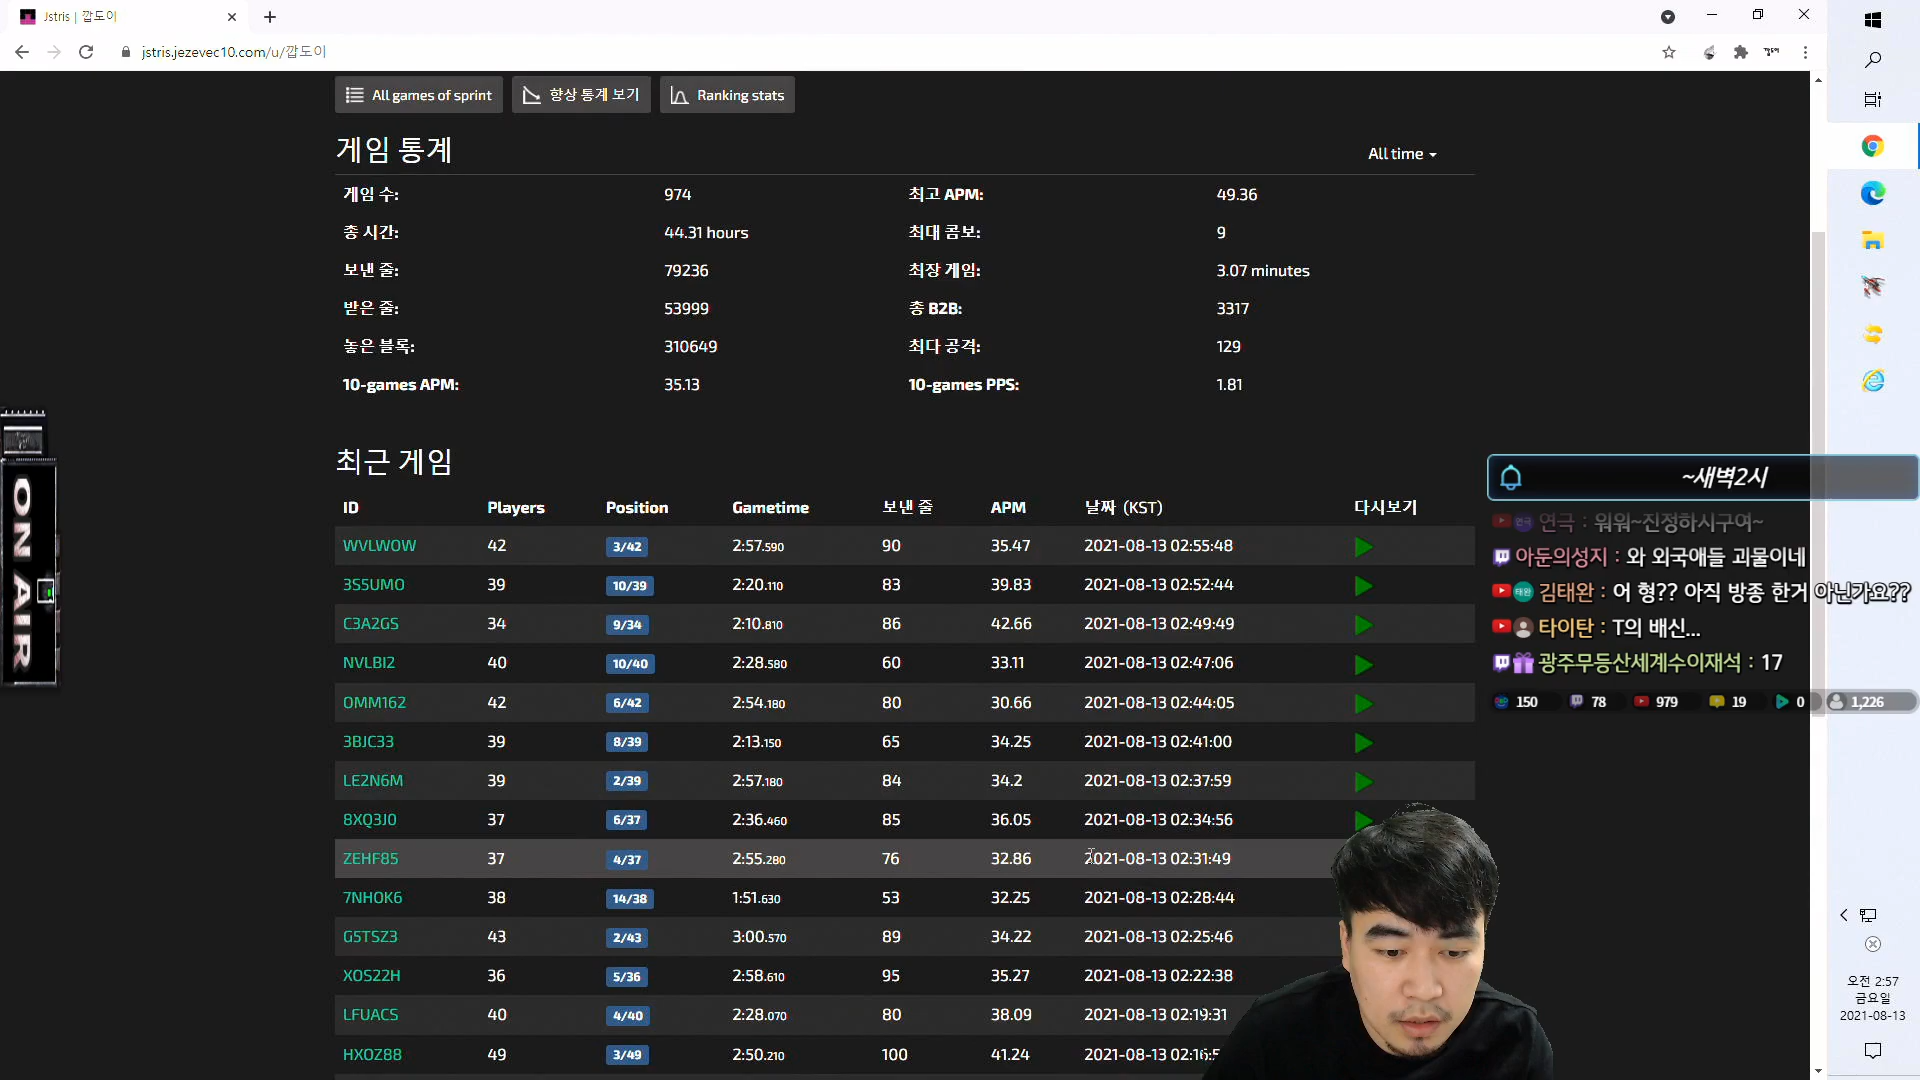 Jstris | 깝도이
jstris.jezevec10.com/u/깝도이
All games of sprint 향상 통계 보기 Ranking stats
게임 통계 All time
게임 수: 974 최고 APM: 49.36
총 시간: 44.31 hours 최대 콤보: 9
보낸 줄: 79236 최장 게임: 3.07 minutes
받은 줄: 53999 총 B2B: 3317
놓은 블록: 310649 최다 공격: 129
10-games APM: 35.13 10-games PPS: 1.81
최근 게임
ID Players Position Gametime 보낸 줄 APM 날짜 (KST) 다시보기
WVLWOW 42 3/42 2:57.590 90 35.47 2021-08-13 02:55:48
3S5UMO 39 10/39 2:20.110 83 39.83 2021-08-13 02:52:44
C3A2GS 34 9/34 2:10.810 86 42.66 2021-08-13 02:49:49
NVLBI2 40 10/40 2:28.580 60 33.11 2021-08-13 02:47:06
OMM162 42 6/42 2:54.180 80 30.66 2021-08-13 02:44:05
3BJC33 39 8/39 2:13.150 65 34.25 2021-08-13 02:41:00
LE2N6M 39 2/39 2:57.180 84 34.2 2021-08-13 02:37:59
8XQ3J0 37 6/37 2:36.460 85 36.05 2021-08-13 02:34:56
ZEHF85 37 4/37 2:55.280 76 32.86 2021-08-13 02:31:49
7NHOK6 38 14/38 1:51.630 53 32.25 2021-08-13 02:28:44
G5TSZ3 43 2/43 3:00.570 89 34.22 2021-08-13 02:25:46
XOS22H 36 5/36 2:58.610 95 35.27 2021-08-13 02:22:38
LFUACS 40 4/40 2:28.070 80 38.09 2021-08-13 02:19:31
HXOZ88 49 3/49 2:50.210 100 41.24 2021-08-13 02:16:5
ON AIR
~새벽2시
연극 : 워워~진정하시구여~
아둔의성지 : 와 외국애들 괴물이네
김태완 : 어 형?? 아직 방종 한거 아닌가요??
타이탄 : T의 배신...
광주무등산세계수이재석 : 17
150 78 979 19 0 1,226
오전 2:57
금요일
2021-08-13